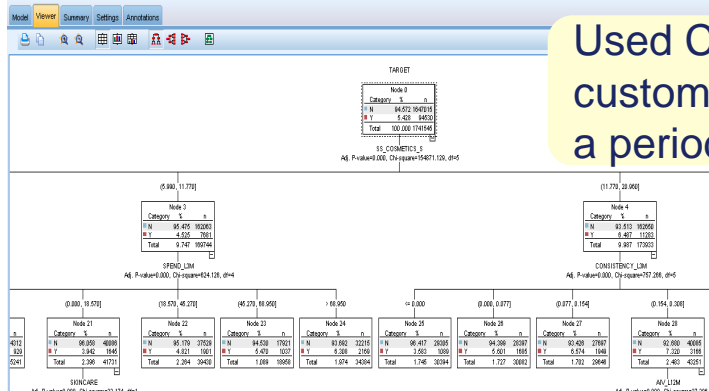 Model Viewer Summary Settings Annotations
Used C
custom
a period
TARGET
Node 0
Category % n
N 94.572 1647015
Y 5.428 94530
Total 100.000 1741545
SS_COSMETICS_S
Adj. P-value=0.000, Chi-square=154871.129, df=5
(5.990, 11.770]
(11.770, 20.960]
Node 3
Category % n
N 95.475 162063
Y 4.525 7681
Total 9.747 169744
Node 4
Category % n
N 93.513 162650
Y 6.487 11283
Total 9.987 173933
SPEND_L3M
Adj. P-value=0.000, Chi-square=624.126, df=4
CONSISTENCY_L3M
Adj. P-value=0.000, Chi-square=757.266, df=5
(0.000, 18.570]
(18.570, 45.270]
(45.270, 68.950]
> 68.950
<= 0.000
(0.000, 0.077]
(0.077, 0.154]
(0.154, 0.308]
n
4312
929
5241
Node 21
Category % n
N 96.058 40086
Y 3.942 1645
Total 2.396 41731
Node 22
Category % n
N 95.179 37529
Y 4.821 1901
Total 2.264 39430
Node 23
Category % n
N 94.530 17921
Y 5.470 1037
Total 1.089 18958
Node 24
Category % n
N 93.692 32215
Y 6.308 2169
Total 1.974 34384
Node 25
Category % n
N 96.417 29305
Y 3.583 1089
Total 1.745 30394
Node 26
Category % n
N 94.399 28397
Y 5.601 1685
Total 1.727 30082
Node 27
Category % n
N 93.426 27697
Y 6.574 1949
Total 1.702 29646
Node 28
Category % n
N 92.680 40085
Y 7.320 3166
Total 2.483 43251
SKINCARE
AIV_LI2M